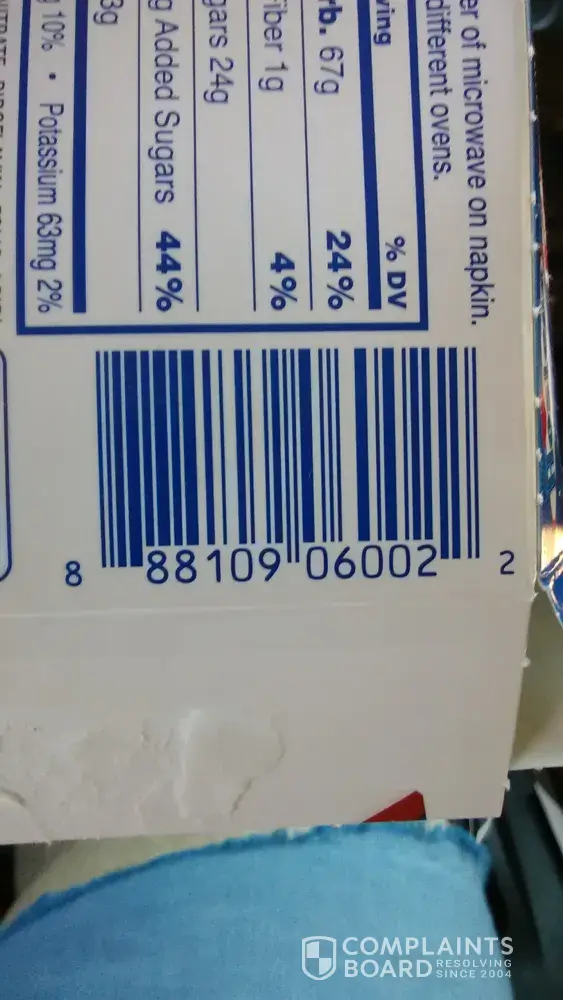 er of microwave on napkin.
different ovens.
ving
% DV
rb. 67g 24%
iber 1g 4%
gars 24g
g Added Sugars 44%
3g
10% • Potassium 63mg 2%
8 88109 06002 2
COMPLAINTS
BOARD RESOLVING
SINCE 2004